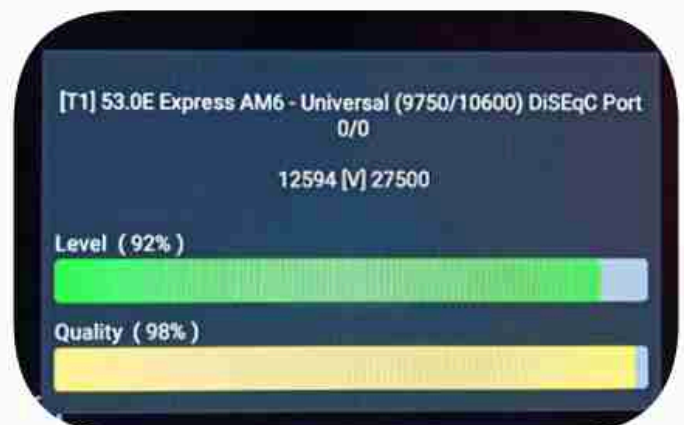 [T1] 53.0E Express AM6 - Universal (9750/10600) DiSEqC Port
0/0
12594 [V] 27500
Level ( 92% )
Quality ( 98% )